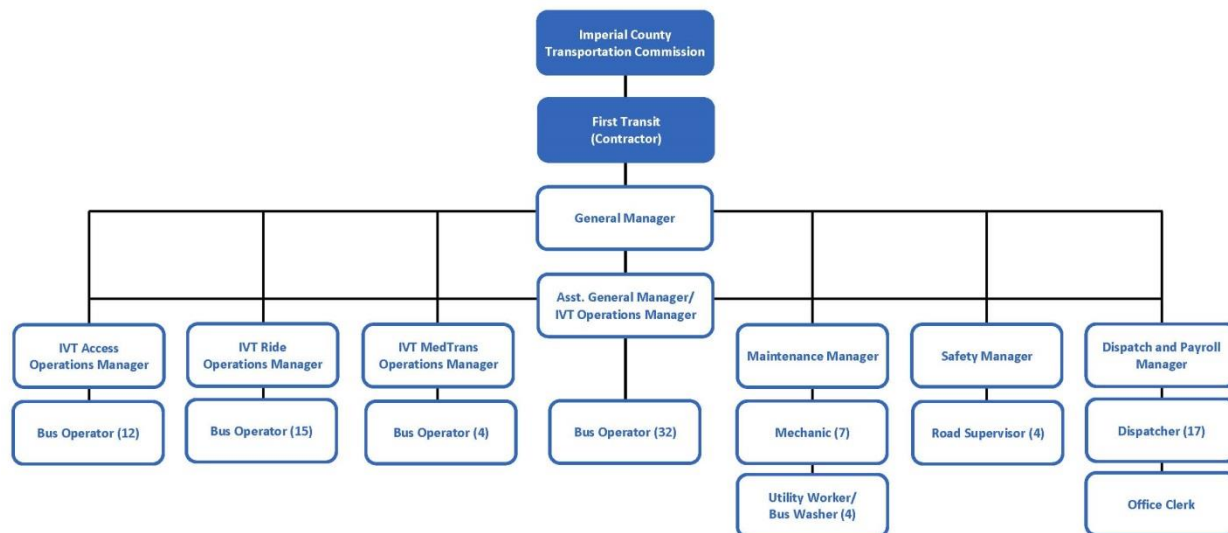 Imperial County
Transportation Commission
First Transit
(Contractor)
General Manager
Asst. General Manager/
IVT Operations Manager
IVT Access
Operations Manager
IVT Ride
Operations Manager
IVT MedTrans
Operations Manager
Maintenance Manager
Safety Manager
Dispatch and Payroll
Manager
Bus Operator (12)
Bus Operator (15)
Bus Operator (4)
Bus Operator (32)
Mechanic (7)
Road Supervisor (4)
Dispatcher (17)
Utility Worker/
Bus Washer (4)
Office Clerk